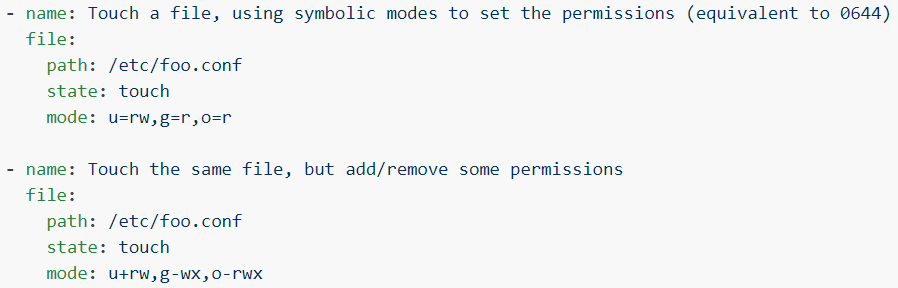 - name: Touch a file, using symbolic modes to set the permissions (equivalent to 0644)
  file:
    path: /etc/foo.conf
    state: touch
    mode: u=rw,g=r,o=r

- name: Touch the same file, but add/remove some permissions
  file:
    path: /etc/foo.conf
    state: touch
    mode: u+rw,g-wx,o-rwx